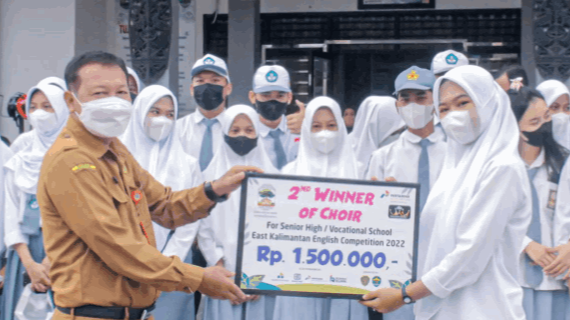 2ND WINNER
OF CHOIR
For Senior High / Vocational School
East Kalimantan English Competition 2022
Rp. 1.500.000,-